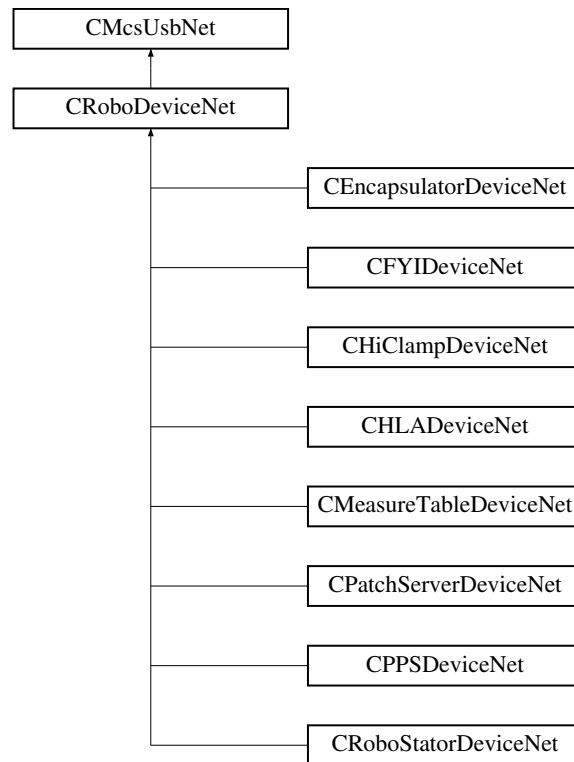 CMcsUsbNet
CRoboDeviceNet
CEncapsulatorDeviceNet
CFYIDeviceNet
CHiClampDeviceNet
CHLADeviceNet
CMeasureTableDeviceNet
CPatchServerDeviceNet
CPPSDeviceNet
CRoboStatorDeviceNet